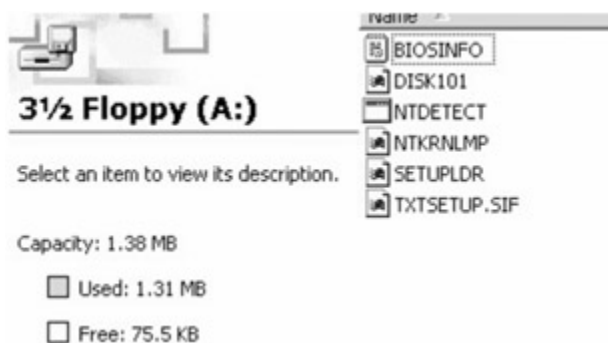 Name
BIOSINFO
DISK101
3½ Floppy (A:)
NTDETECT
NTKRNLMP
Select an item to view its description.
SETUPLDR
TXTSETUP.SIF
Capacity: 1.38 MB
Used: 1.31 MB
Free: 75.5 KB